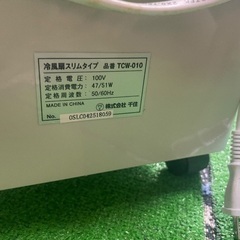 冷風扇スリムタイプ 品番 TCW-010
定格電圧：100V
定格消費電力：47/51W
定格周波数：50/60Hz
MADE IN CHINA 株式会社 千住
No. OSLC04251R059